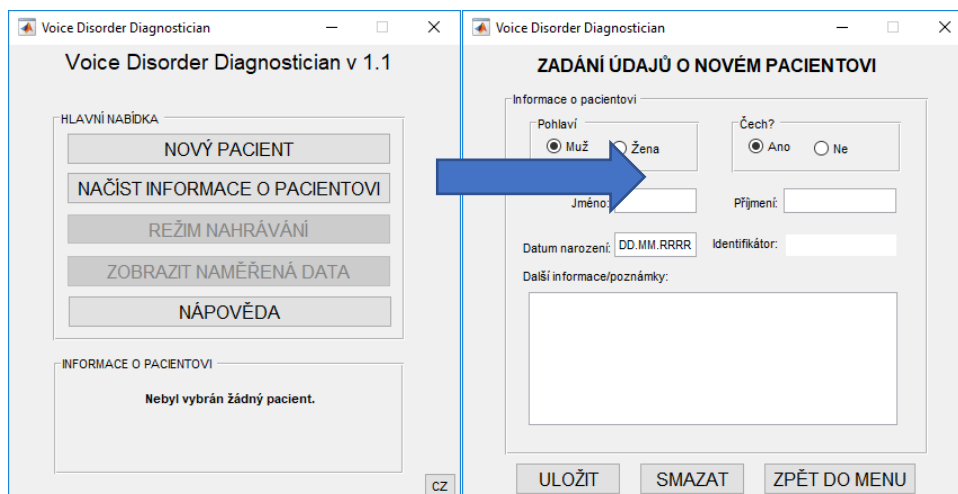 Voice Disorder Diagnostician
Voice Disorder Diagnostician v 1.1
HLAVNÍ NABÍDKA
NOVÝ PACIENT
NAČÍST INFORMACE O PACIENTOVI
REŽIM NAHRÁVÁNÍ
ZOBRAZIT NAMĚŘENÁ DATA
NÁPOVĚDA
INFORMACE O PACIENTOVI
Nebyl vybrán žádný pacient.
CZ
Voice Disorder Diagnostician
ZADÁNÍ ÚDAJŮ O NOVÉM PACIENTOVI
Informace o pacientovi
Pohlaví
Muž Žena
Čech?
Ano Ne
Jméno:
Příjmení:
Datum narození: DD.MM.RRRR
Identifikátor:
Další informace/poznámky:
ULOŽIT SMAZAT ZPĚT DO MENU